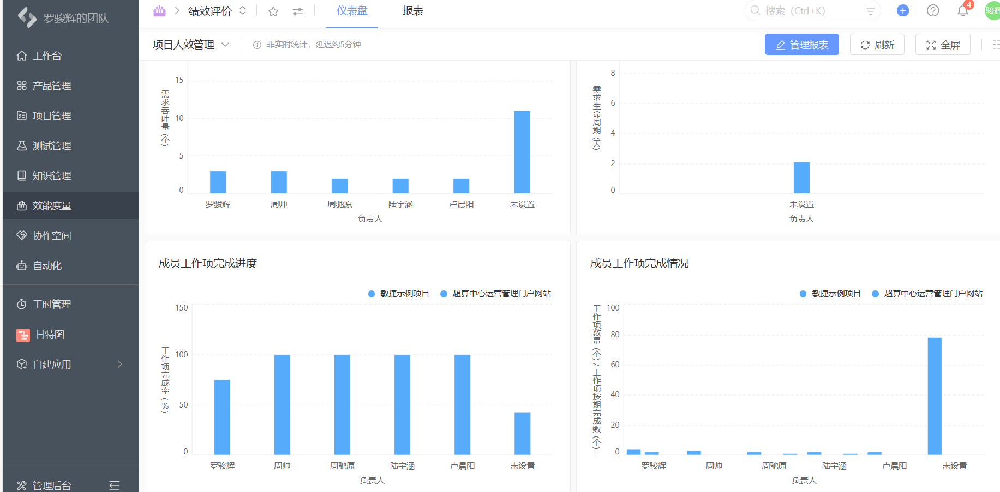 罗骏辉的团队
工作台
产品管理
项目管理
测试管理
知识管理
效能度量
协作空间
自动化
工时管理
甘特图
自建应用
管理后台
绩效评价
仪表盘
报表
搜索 (Ctrl+K)
4
骏辉
项目人效管理
非实时统计，延迟约5分钟
管理报表
刷新
全屏
需求吞吐量（个）
15
10
5
0
罗骏辉 周帅 周驰原 陆宇涵 卢晨阳 未设置
负责人
需求生命周期（天）
8
6
4
2
0
未设置
负责人
成员工作项完成进度
敏捷示例项目 超算中心运营管理门户网站
工作项完成率（%）
150
100
50
0
罗骏辉 周帅 周驰原 陆宇涵 卢晨阳 未设置
负责人
成员工作项完成情况
敏捷示例项目 超算中心运营管理门户网站
工作项数量（个）/ 工作项按期完成数（个）...
100
80
60
40
20
0
罗骏辉 周帅 周驰原 陆宇涵 卢晨阳 未设置
负责人